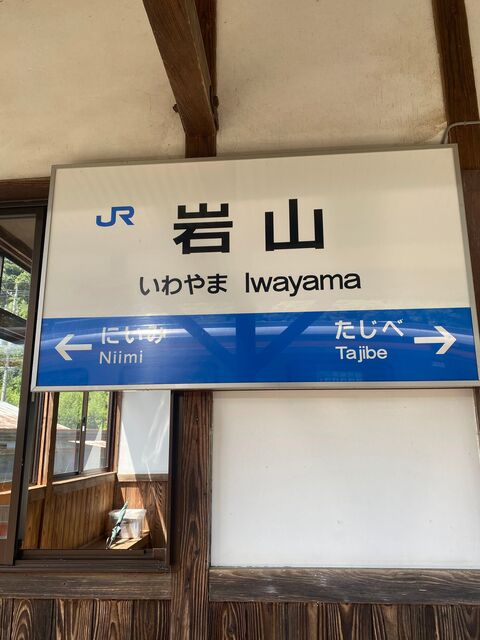 JR 岩山
いわやま Iwayama
にいみ
Niimi
たじべ
Tajibe